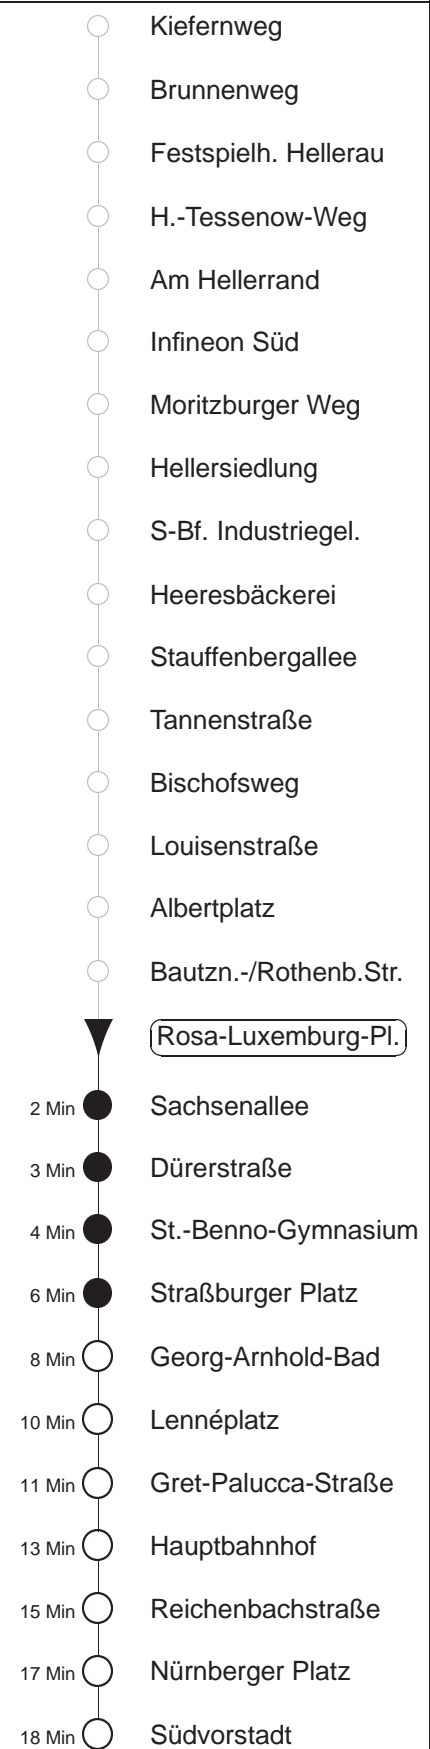 Kiefernweg
Brunnenweg
Festspielh. Hellerau
H.-Tessenow-Weg
Am Hellerrand
Infineon Süd
Moritzburger Weg
Hellersiedlung
S-Bf. Industriegel.
Heeresbäckerei
Stauffenbergallee
Tannenstraße
Bischofsweg
Louisenstraße
Albertplatz
Bautzn.-/Rothenb.Str.
Rosa-Luxemburg-Pl.
2 Min Sachsenallee
3 Min Dürerstraße
4 Min St.-Benno-Gymnasium
6 Min Straßburger Platz
8 Min Georg-Arnhold-Bad
10 Min Lennéplatz
11 Min Gret-Palucca-Straße
13 Min Hauptbahnhof
15 Min Reichenbachstraße
17 Min Nürnberger Platz
18 Min Südvorstadt